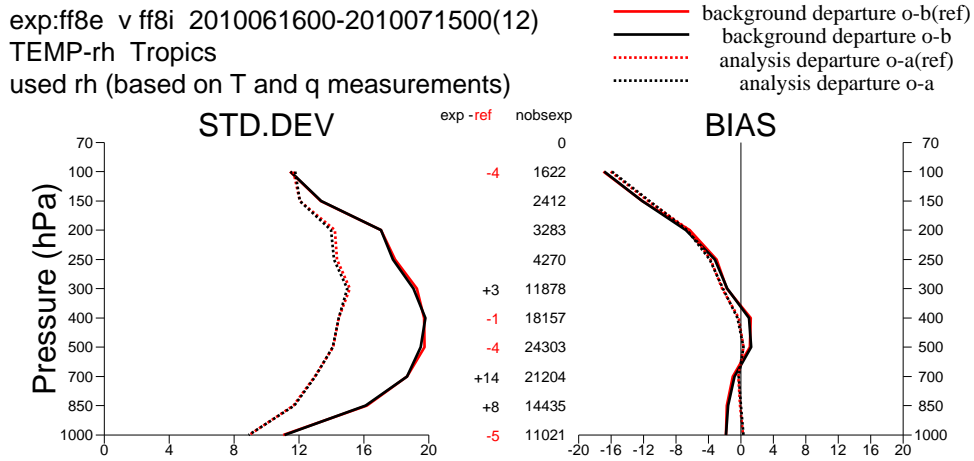 exp:ff8e v ff8i 2010061600-2010071500(12)
TEMP-rh Tropics
used rh (based on T and q measurements)
background departure o-b(ref)
background departure o-b
analysis departure o-a(ref)
analysis departure o-a
STD.DEV
exp -ref nobsexp
BIAS
Pressure (hPa)
70 0 70
100 -4 1622 100
150 2412 150
200 3283 200
250 4270 250
300 +3 11878 300
400 -1 18157 400
500 -4 24303 500
700 +14 21204 700
850 +8 14435 850
1000 -5 11021 1000
0 4 8 12 16 20
-20 -16 -12 -8 -4 0 4 8 12 16 20